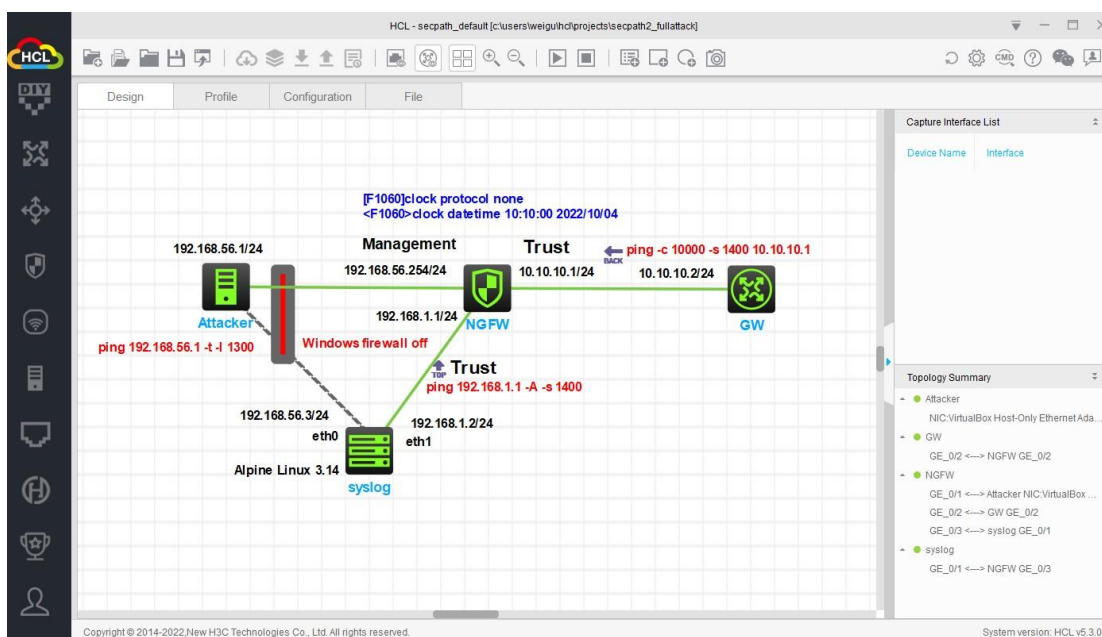 HCL - secpath_default [c:\users\weigu\hcl\projects\secpath2_fullattack]
HCL
CMD
DIY
Design
Profile
Configuration
File
Capture Interface List
Device Name
Interface
[F1060]clock protocol none
<F1060>clock datetime 10:10:00 2022/10/04
192.168.56.1/24
Management
Trust
BACK
ping -c 10000 -s 1400 10.10.10.1
192.168.56.254/24
10.10.10.1/24
10.10.10.2/24
192.168.1.1/24
Attacker
NGFW
GW
ping 192.168.56.1 -t -l 1300
Windows firewall off
TOP
Trust
ping 192.168.1.1 -A -s 1400
192.168.56.3/24
192.168.1.2/24
eth0
eth1
Alpine Linux 3.14
syslog
Topology Summary
Attacker
NIC:VirtualBox Host-Only Ethernet Ada...
GW
GE_0/2 <---> NGFW GE_0/2
NGFW
GE_0/1 <---> Attacker NIC:VirtualBox ...
GE_0/2 <---> GW GE_0/2
GE_0/3 <---> syslog GE_0/1
syslog
GE_0/1 <---> NGFW GE_0/3
Copyright © 2014-2022,New H3C Technologies Co., Ltd. All rights reserved.
System version: HCL v5.3.0